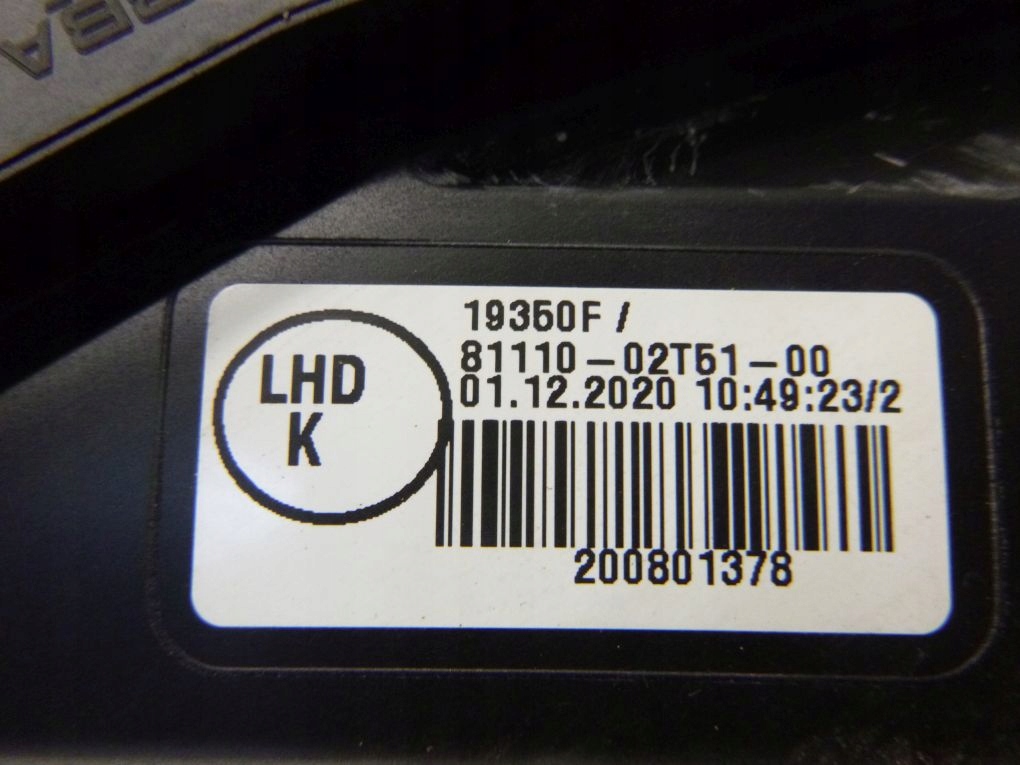 19350F /
81110-02T51-00
01.12.2020 10:49:23/2
LHD
K
200801378